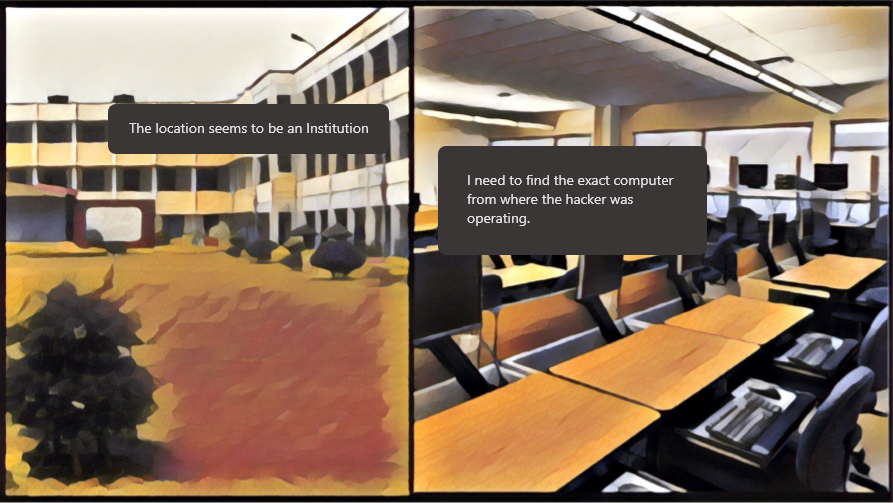 The location seems to be an Institution
I need to find the exact computer
from where the hacker was
operating.